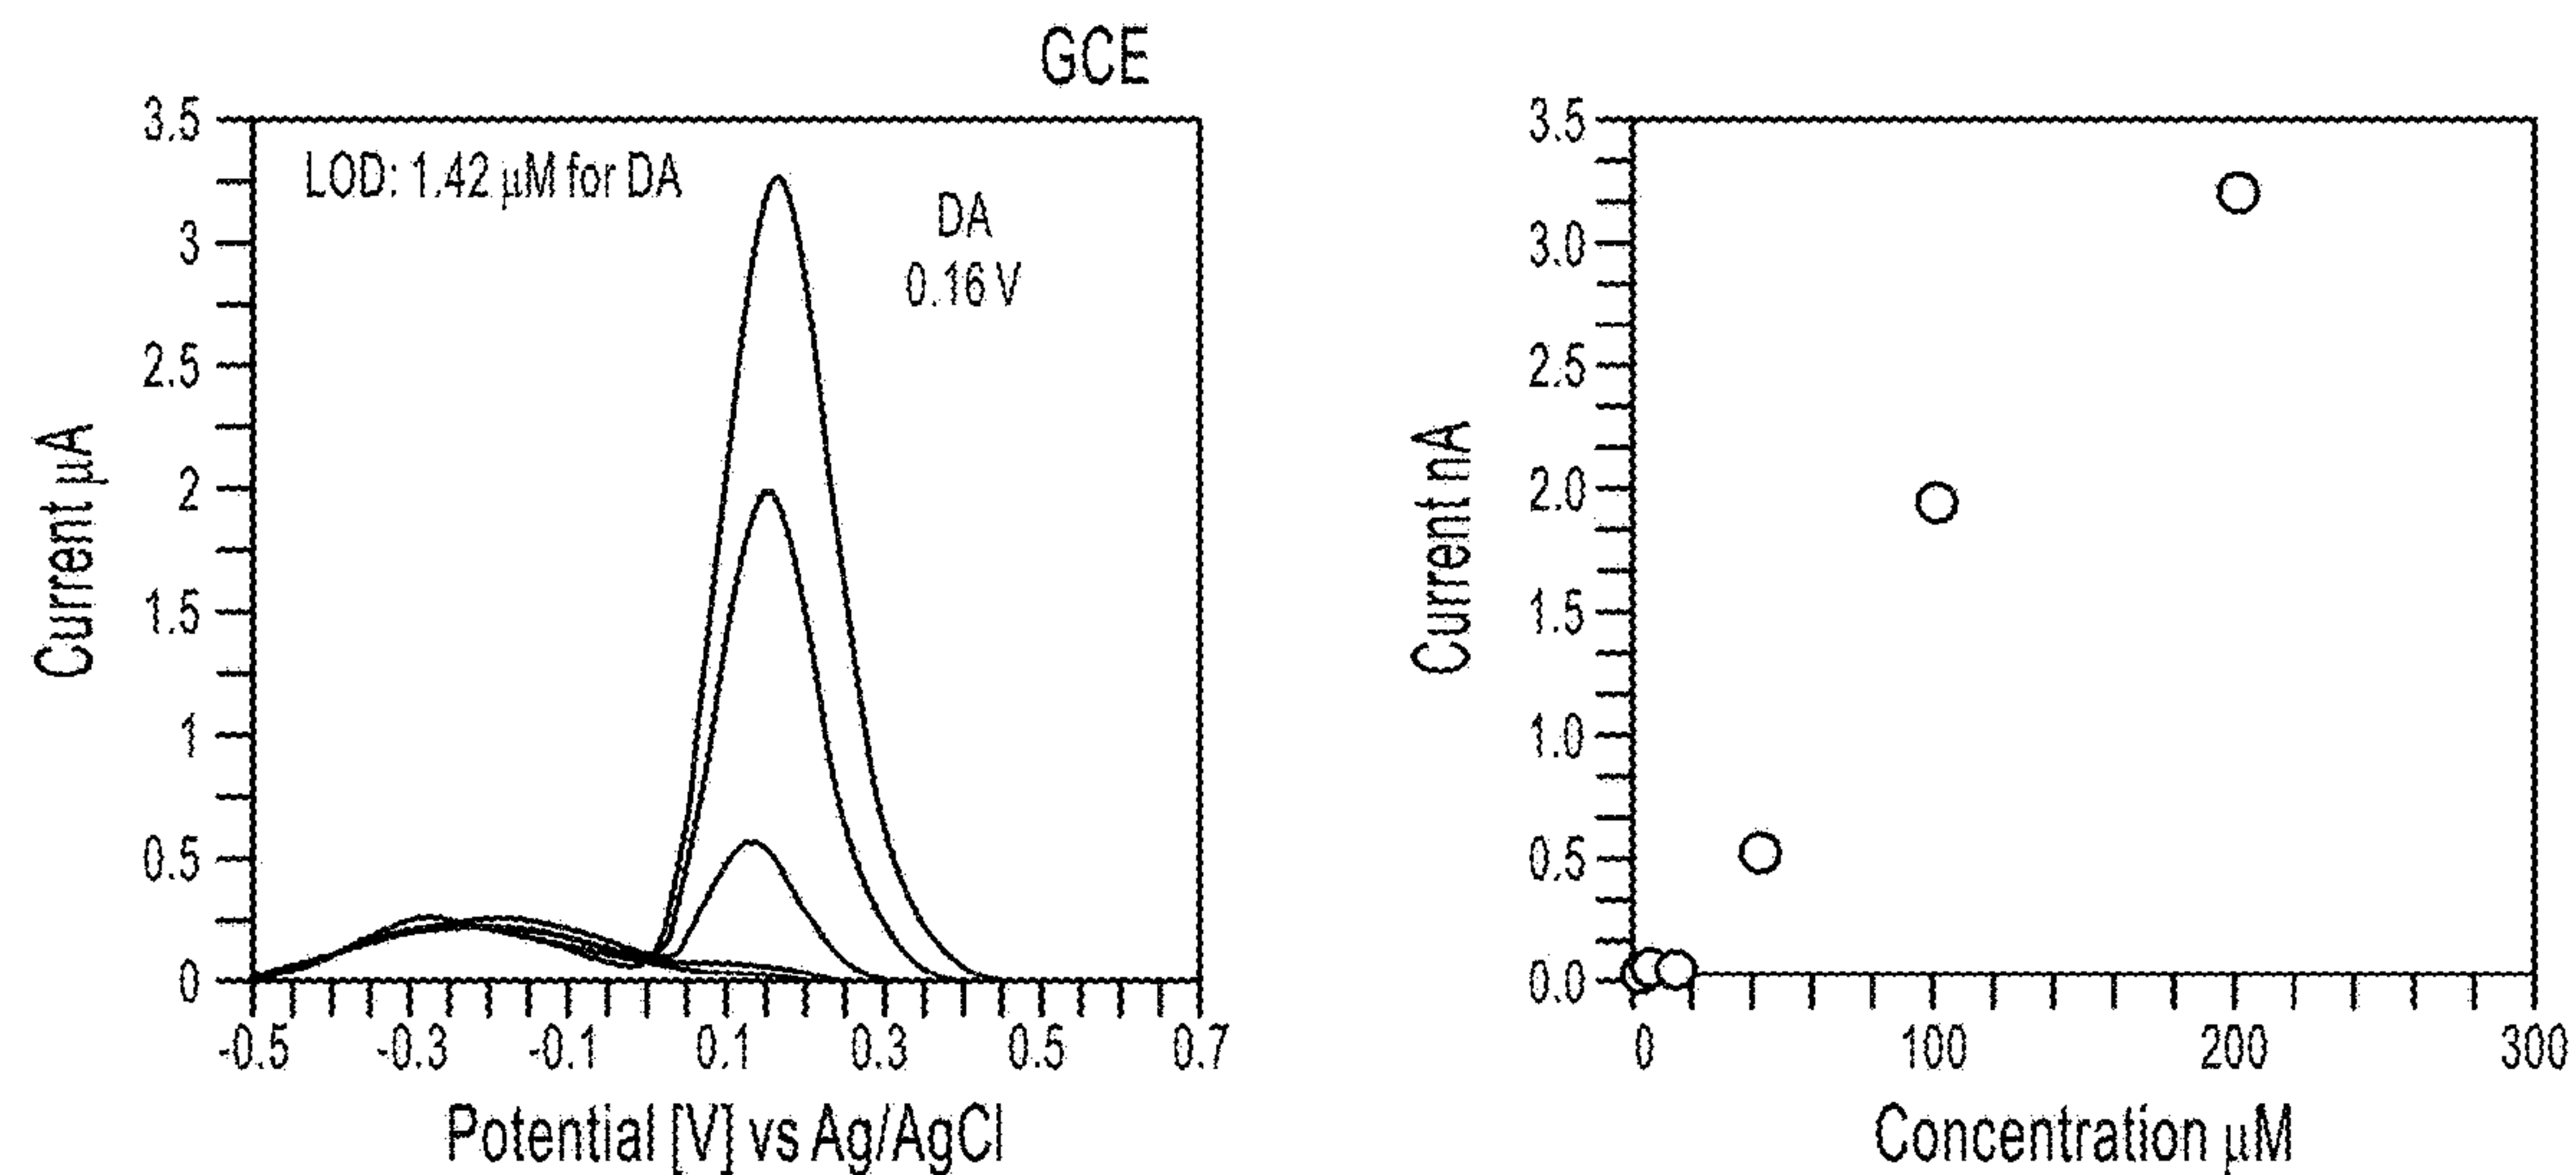 GCE
3.5
3
2.5
2
1.5
1
0.5
0
Current μA
LOD: 1.42 μM for DA
DA
0.16 V
-0.5 -0.3 -0.1 0.1 0.3 0.5 0.7
Potential [V] vs Ag/AgCl
3.5
3.0
2.5
2.0
1.5
1.0
0.5
0.0
Current nA
0 100 200 300
Concentration μM